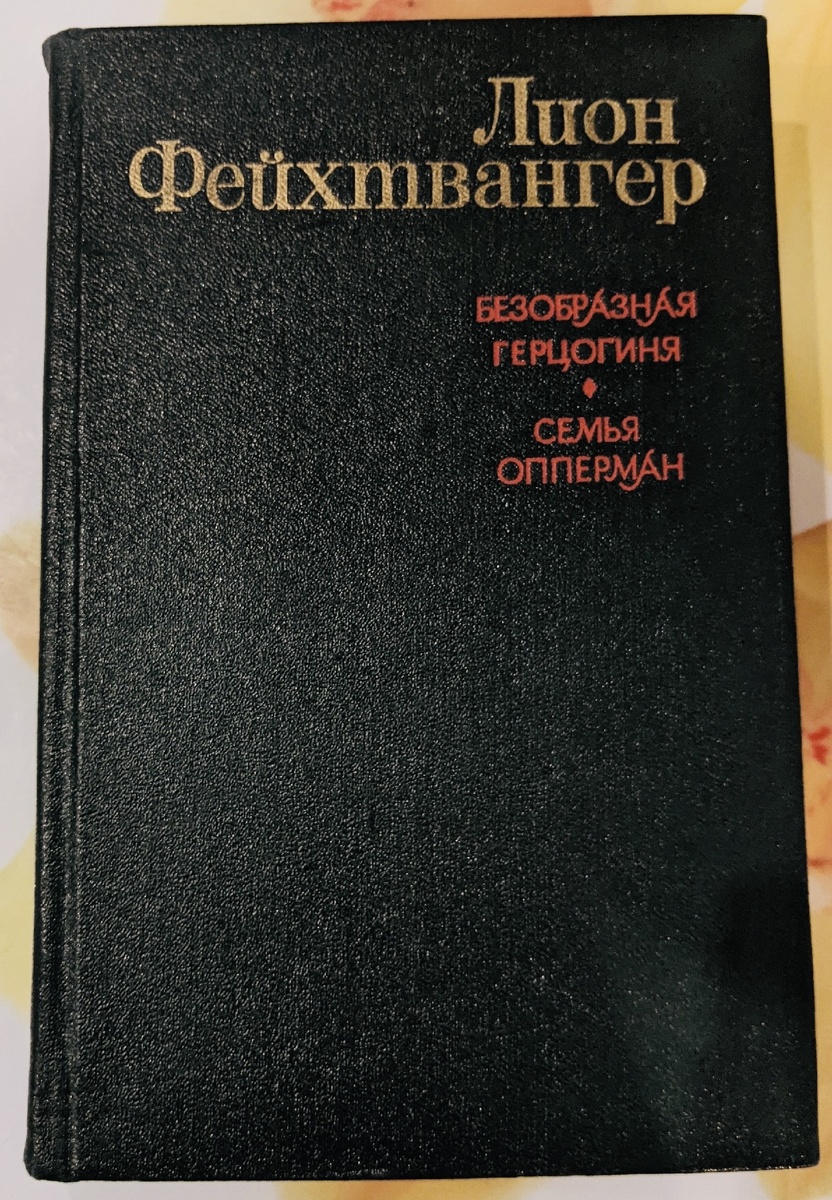 Лион
Фейхтвангер
БЕЗОБРАЗНАЯ
ГЕРЦОГИНЯ
СЕМЬЯ
ОППЕРМАН